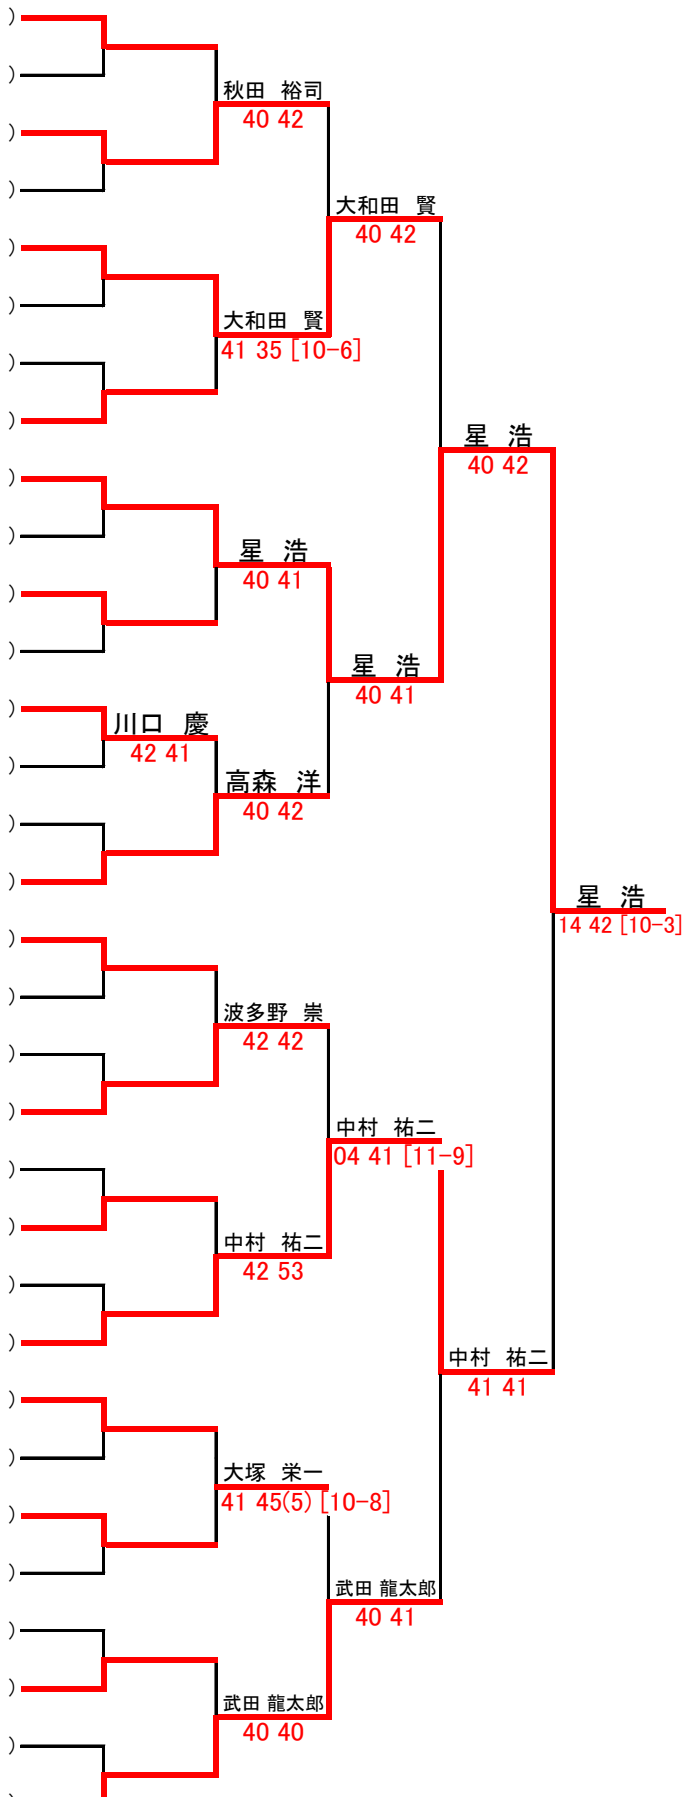 )
)
秋田 裕司
40 42
)
)
大和田 賢
40 42
)
)
大和田 賢
41 35 [10-6]
)
)
星 浩
40 42
)
)
星 浩
40 41
)
)
星 浩
40 41
)
川口 慶
42 41
)
高森 洋
40 42
)
)
星 浩
14 42 [10-3]
)
)
波多野 崇
42 42
)
)
中村 祐二
04 41 [11-9]
)
)
中村 祐二
42 53
)
)
中村 祐二
41 41
)
)
大塚 栄一
41 45(5) [10-8]
)
)
武田 龍太郎
40 41
)
)
武田 龍太郎
40 40
)
)